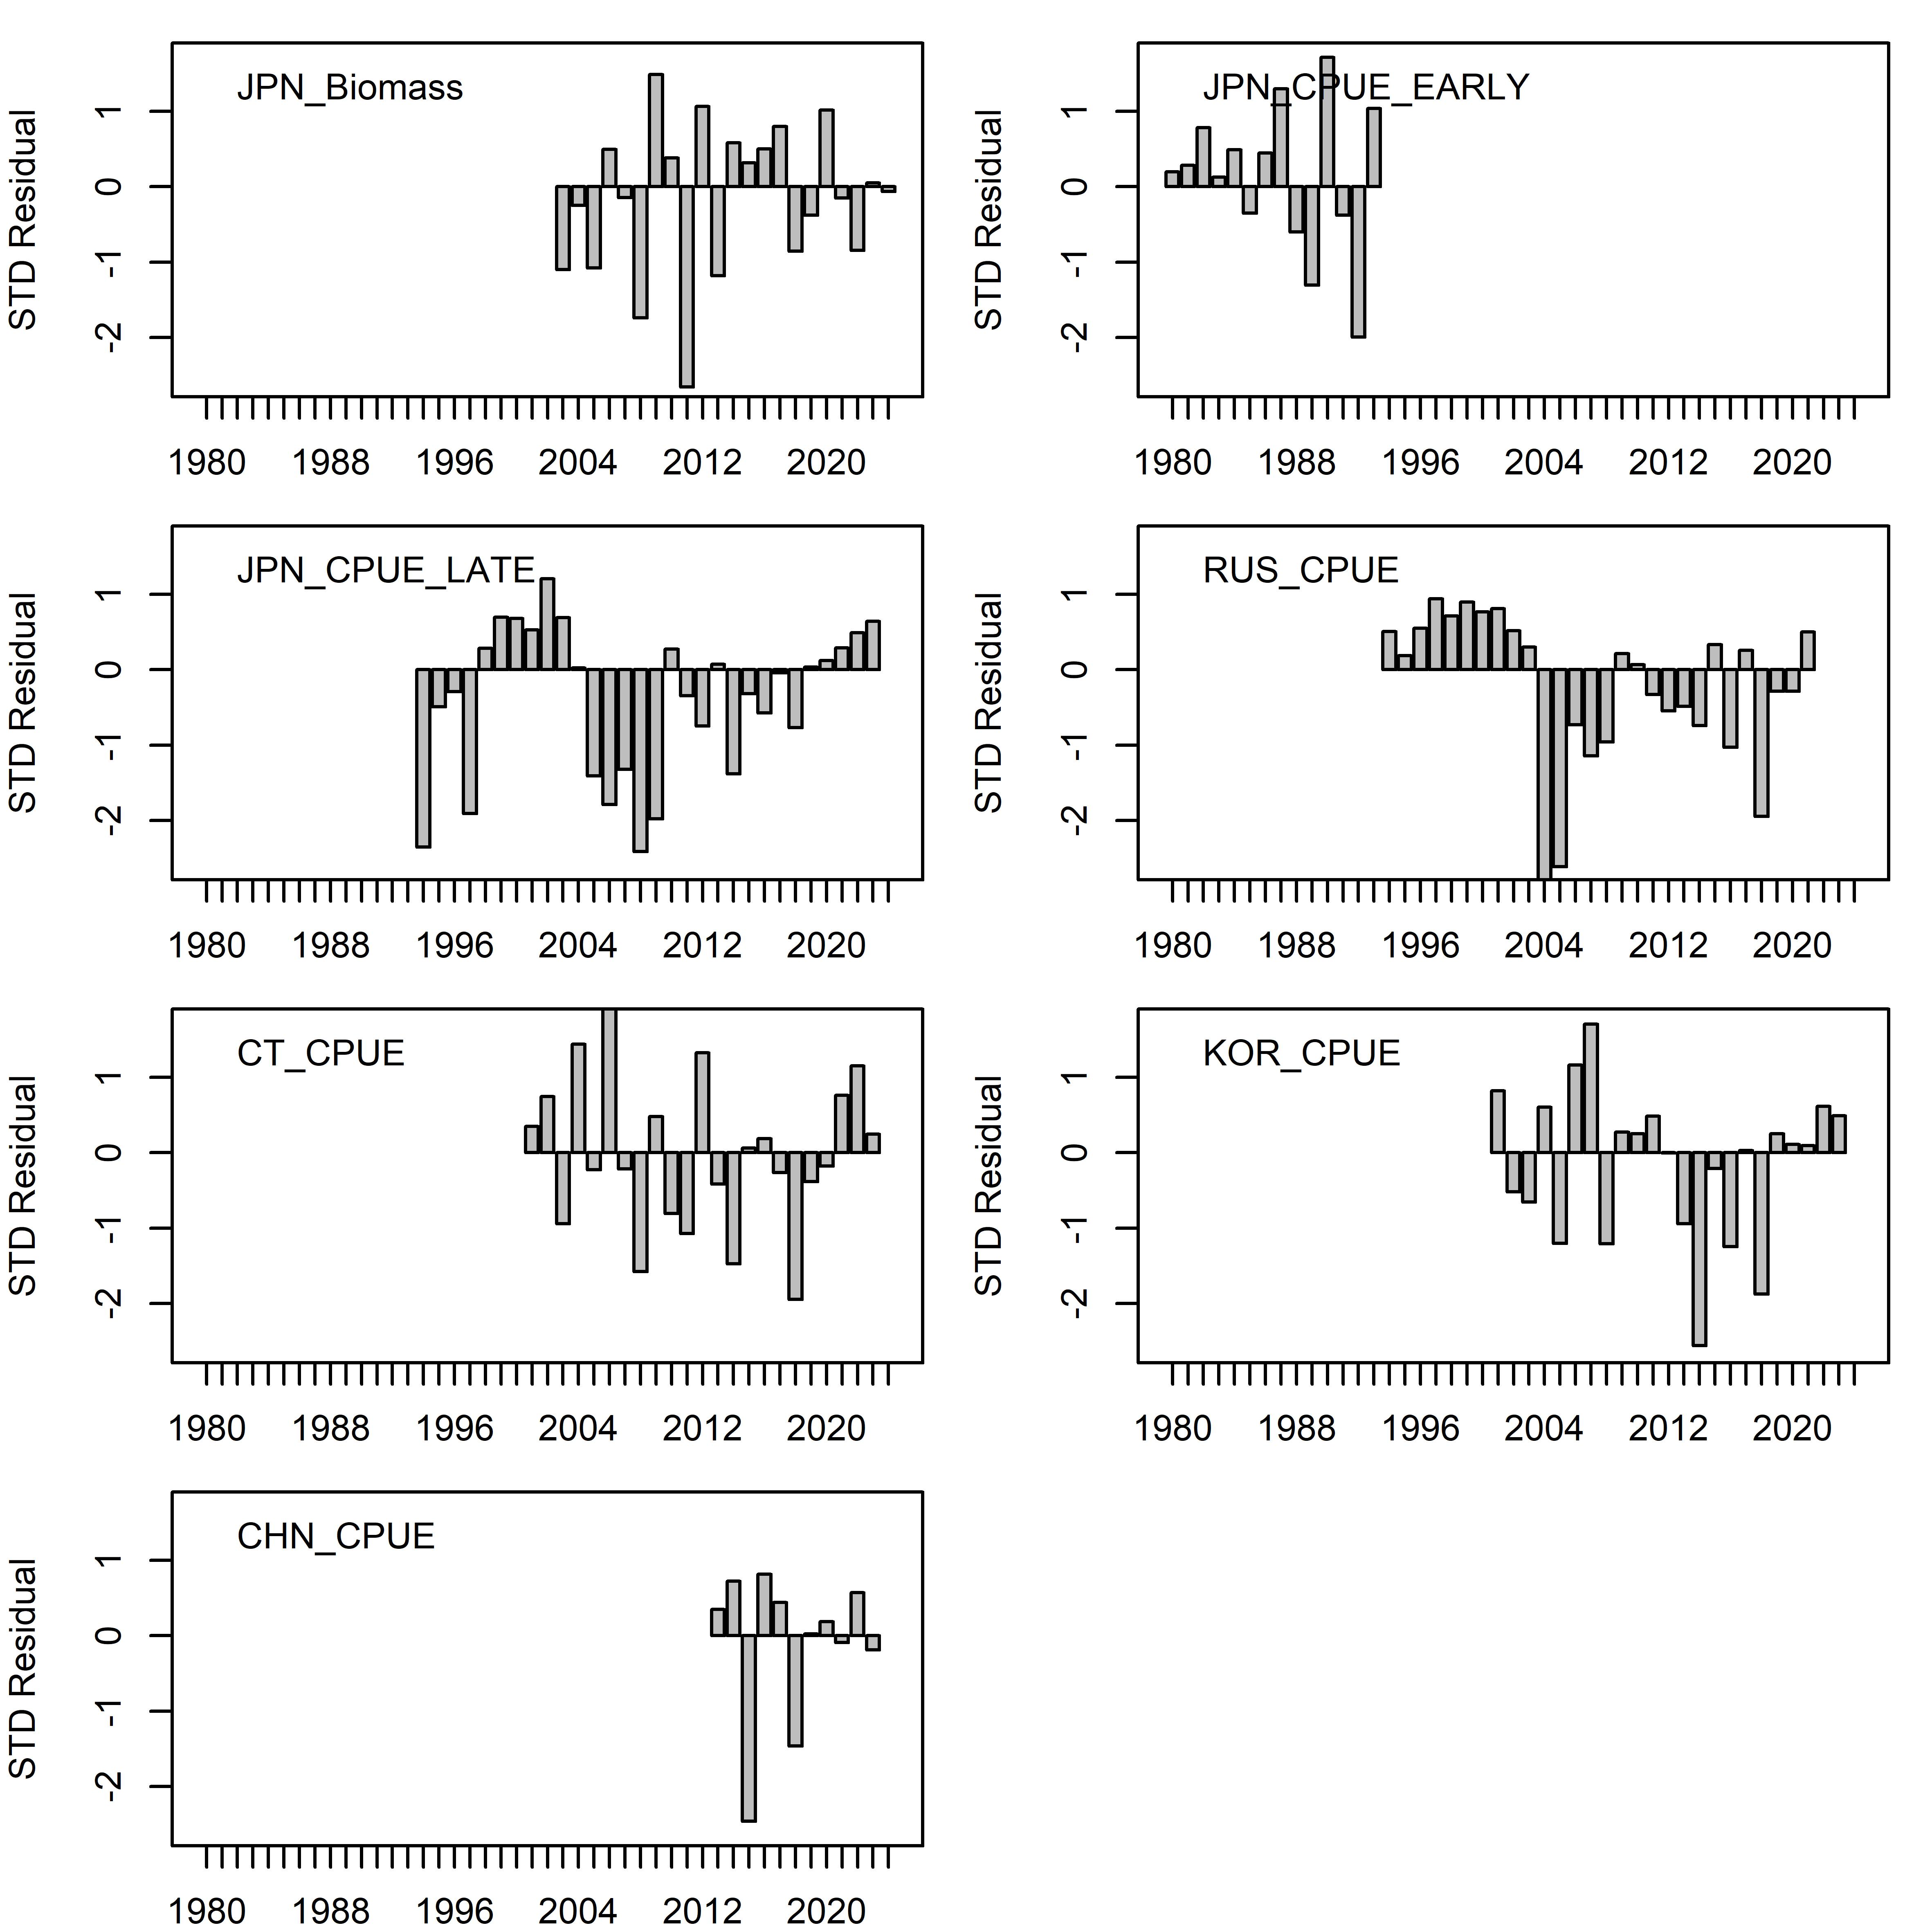 JPN_Biomass
STD Residual
1
0
-1
-2
1980 1988 1996 2004 2012 2020
JPN_CPUE_EARLY
STD Residual
1
0
-1
-2
1980 1988 1996 2004 2012 2020
JPN_CPUE_LATE
STD Residual
1
0
-1
-2
1980 1988 1996 2004 2012 2020
RUS_CPUE
STD Residual
1
0
-1
-2
1980 1988 1996 2004 2012 2020
CT_CPUE
STD Residual
1
0
-1
-2
1980 1988 1996 2004 2012 2020
KOR_CPUE
STD Residual
1
0
-1
-2
1980 1988 1996 2004 2012 2020
CHN_CPUE
STD Residual
1
0
-1
-2
1980 1988 1996 2004 2012 2020